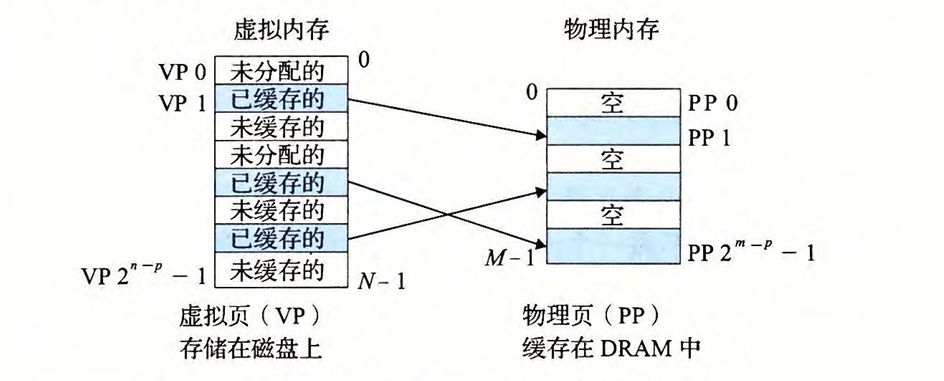 虚拟内存
物理内存
VP 0
未分配的
0
VP 1
已缓存的
未缓存的
未分配的
已缓存的
未缓存的
已缓存的
VP 2^{n-p} - 1
未缓存的
N-1
0
空
PP 0
PP 1
空
空
M-1
PP 2^{m-p} - 1
虚拟页（VP）
存储在磁盘上
物理页（PP）
缓存在 DRAM 中